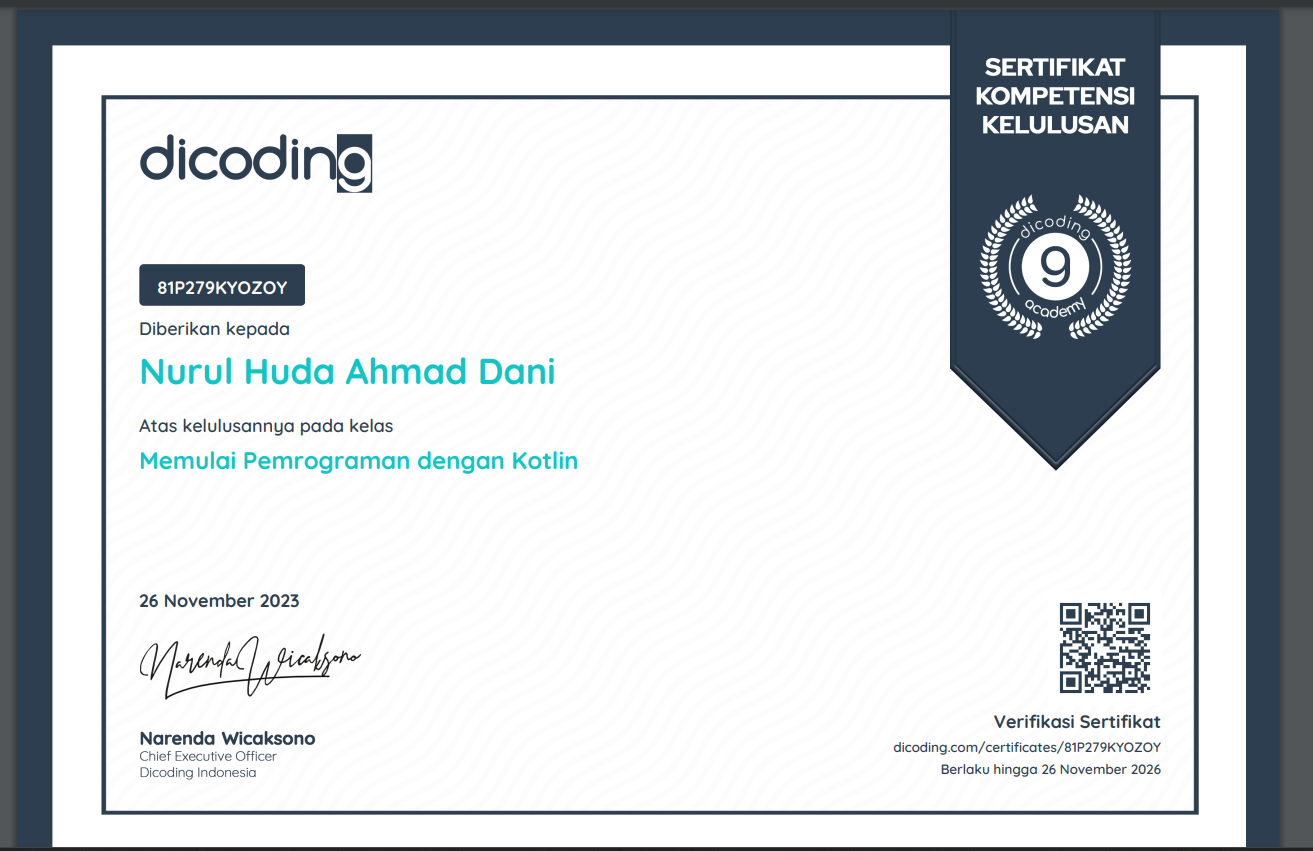 SERTIFIKAT
KOMPETENSI
KELULUSAN
dicoding
dicoding
g
academy
81P279KYOZOY
Diberikan kepada
Nurul Huda Ahmad Dani
Atas kelulusannya pada kelas
Memulai Pemrograman dengan Kotlin
26 November 2023
Narenda Wicaksono
Narenda Wicaksono
Chief Executive Officer
Dicoding Indonesia
Verifikasi Sertifikat
dicoding.com/certificates/81P279KYOZOY
Berlaku hingga 26 November 2026